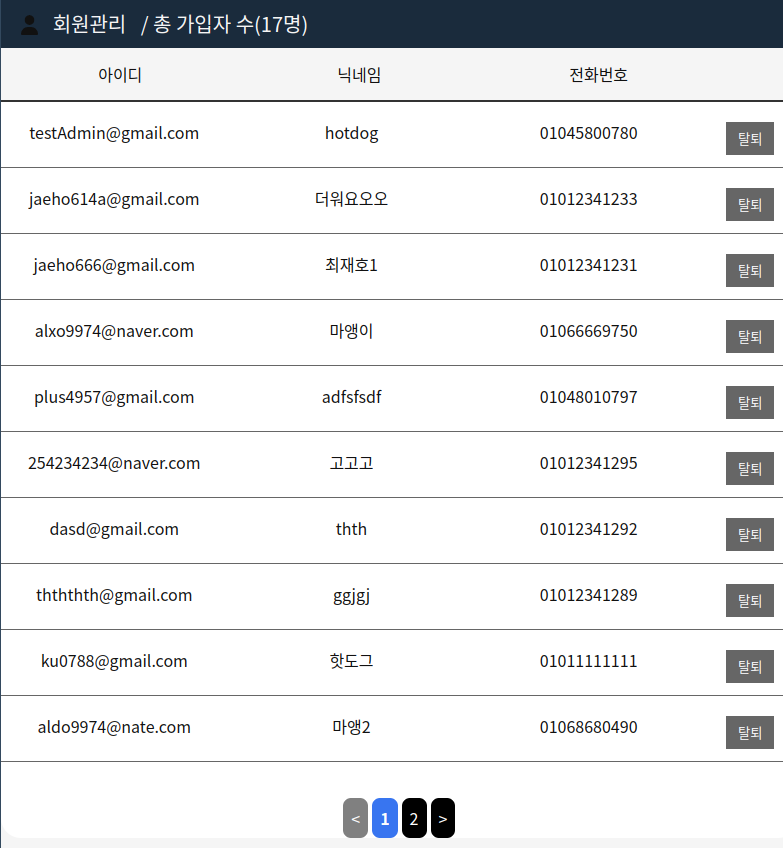 회원관리 / 총 가입자 수(17명)
아이디 닉네임 전화번호
testAdmin@gmail.com hotdog 01045800780 탈퇴
jaeho614a@gmail.com 더워요오오 01012341233 탈퇴
jaeho666@gmail.com 최재호1 01012341231 탈퇴
alxo9974@naver.com 마앵이 01066669750 탈퇴
plus4957@gmail.com adfsfsdf 01048010797 탈퇴
254234234@naver.com 고고고 01012341295 탈퇴
dasd@gmail.com thth 01012341292 탈퇴
thththth@gmail.com ggjgj 01012341289 탈퇴
ku0788@gmail.com 핫도그 01011111111 탈퇴
aldo9974@nate.com 마앵2 01068680490 탈퇴
< 1 2 >